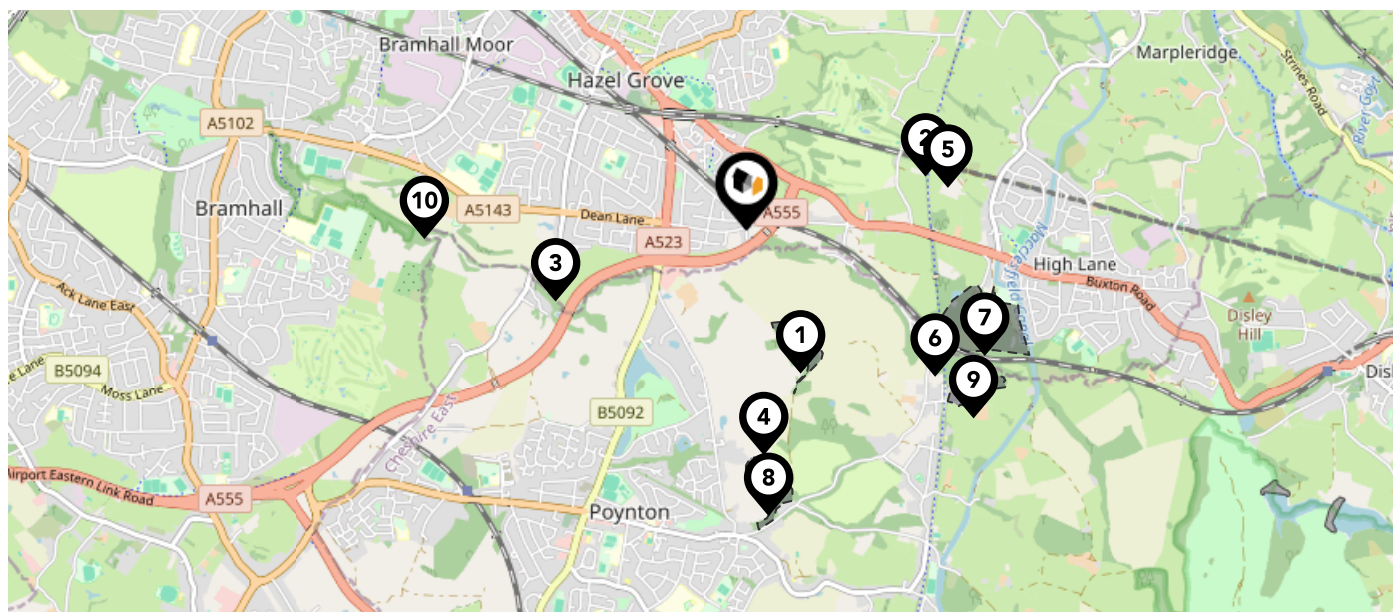 Bramhall Moor
Marpleridge
Hazel Grove
Strines Road
River Goyt
A5102
2
5
10
Bramhall
A5143
Dean Lane
A555
A523
3
Macclesfield Canal
High Lane
Ack Lane East
Buxton Road
Disley
Hill
1
6
7
B5094
Moss Lane
9
B5092
4
Cheshire East
8
Airport Eastern Link Road
A555
Poynton